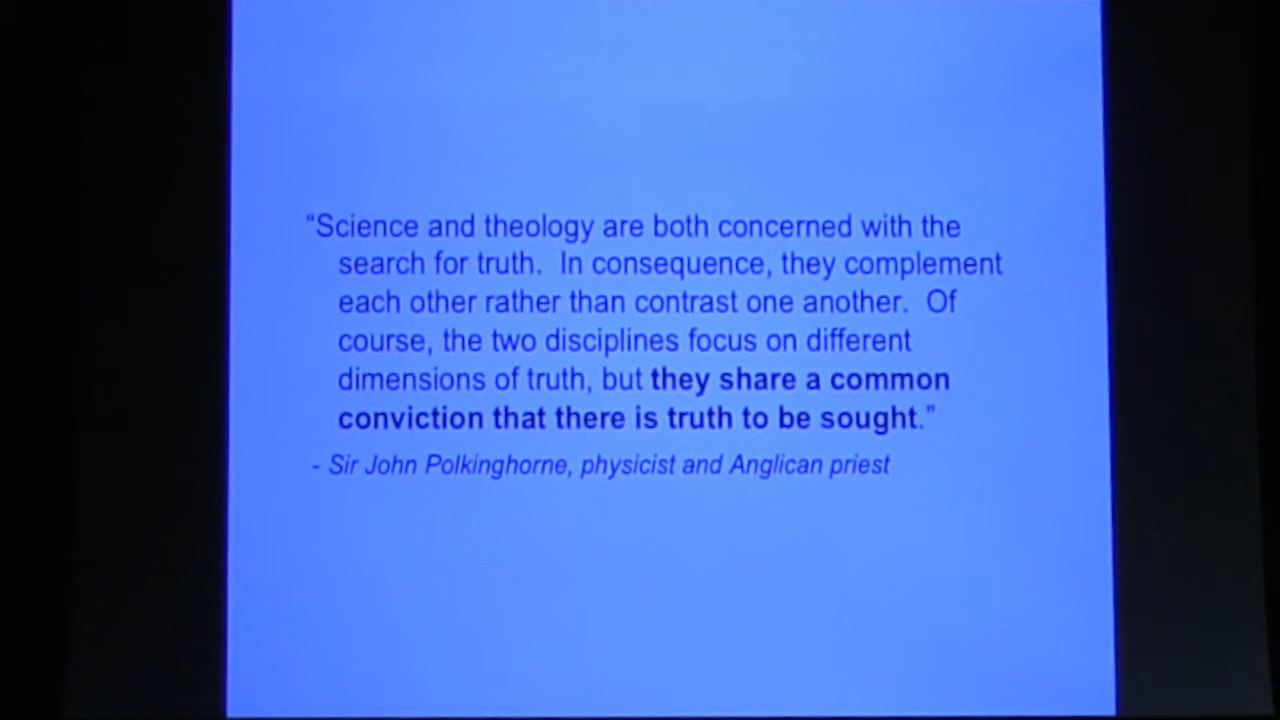 “Science and theology are both concerned with the
search for truth.  In consequence, they complement
each other rather than contrast one another.  Of
course, the two disciplines focus on different
dimensions of truth, but they share a common
conviction that there is truth to be sought.”
- Sir John Polkinghorne, physicist and Anglican priest